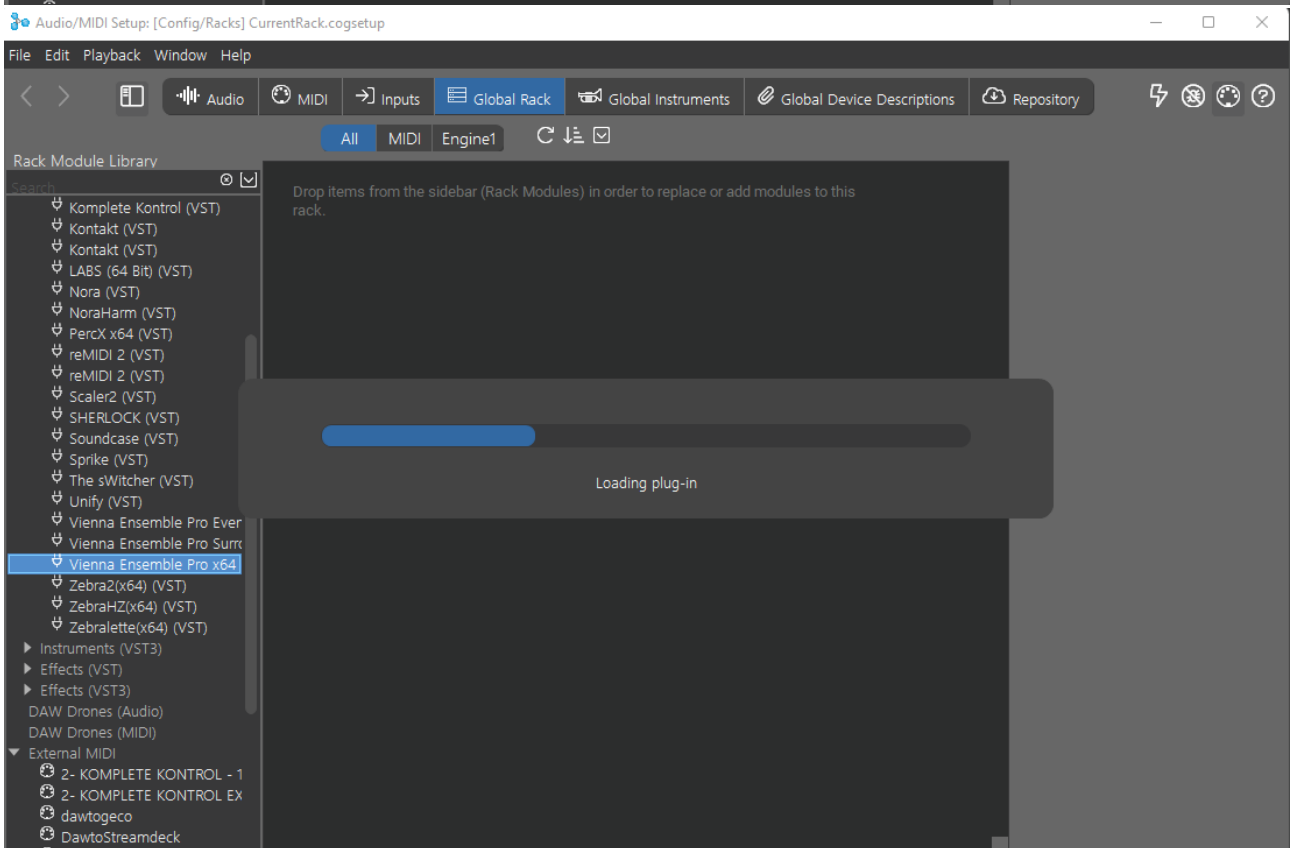 Audio/MIDI Setup: [Config/Racks] CurrentRack.cogsetup
File Edit Playback Window Help
Audio MIDI Inputs Global Rack Global Instruments Global Device Descriptions Repository
All MIDI Engine1
Rack Module Library
Search
Drop items from the sidebar (Rack Modules) in order to replace or add modules to this
rack.
Komplete Kontrol (VST)
Kontakt (VST)
Kontakt (VST)
LABS (64 Bit) (VST)
Nora (VST)
NoraHarm (VST)
PercX x64 (VST)
reMIDI 2 (VST)
reMIDI 2 (VST)
Scaler2 (VST)
SHERLOCK (VST)
Soundcase (VST)
Sprike (VST)
The sWitcher (VST)
Unify (VST)
Vienna Ensemble Pro Ever
Vienna Ensemble Pro Surro
Vienna Ensemble Pro x64
Zebra2(x64) (VST)
ZebraHZ(x64) (VST)
Zebralette(x64) (VST)
Instruments (VST3)
Effects (VST)
Effects (VST3)
DAW Drones (Audio)
DAW Drones (MIDI)
External MIDI
2- KOMPLETE KONTROL - 1
2- KOMPLETE KONTROL EX
dawtogeco
DawtoStreamdeck
Loading plug-in